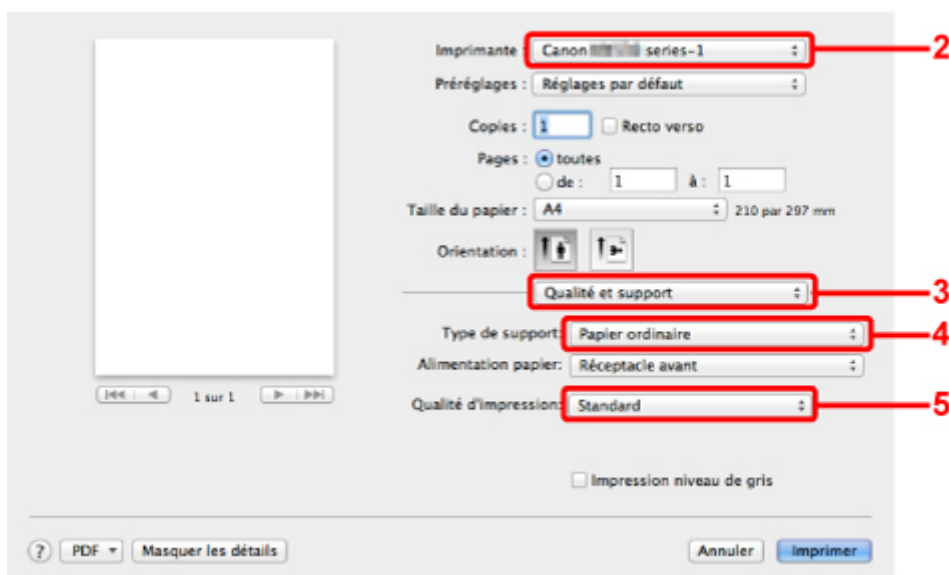 Imprimante : Canon series-1 2
Préréglages : Réglages par défaut
Copies : 1 Recto verso
Pages : toutes
de : 1 à : 1
Taille du papier : A4 210 par 297 mm
Orientation :
Qualité et support 3
Type de support: Papier ordinaire 4
Alimentation papier: Réceptacle avant
1 sur 1
Qualité d'impression: Standard 5
Impression niveau de gris
? PDF Masquer les détails Annuler Imprimer